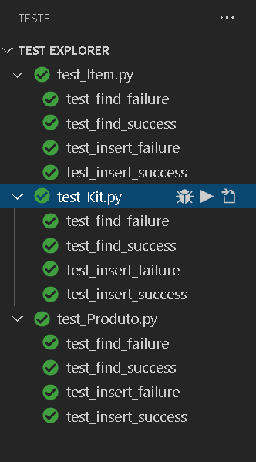 TESTE
TEST EXPLORER
test_Item.py
test_find_failure
test_find_success
test_insert_failure
test_insert_success
test_Kit.py
test_find_failure
test_find_success
test_insert_failure
test_insert_success
test_Produto.py
test_find_failure
test_find_success
test_insert_failure
test_insert_success